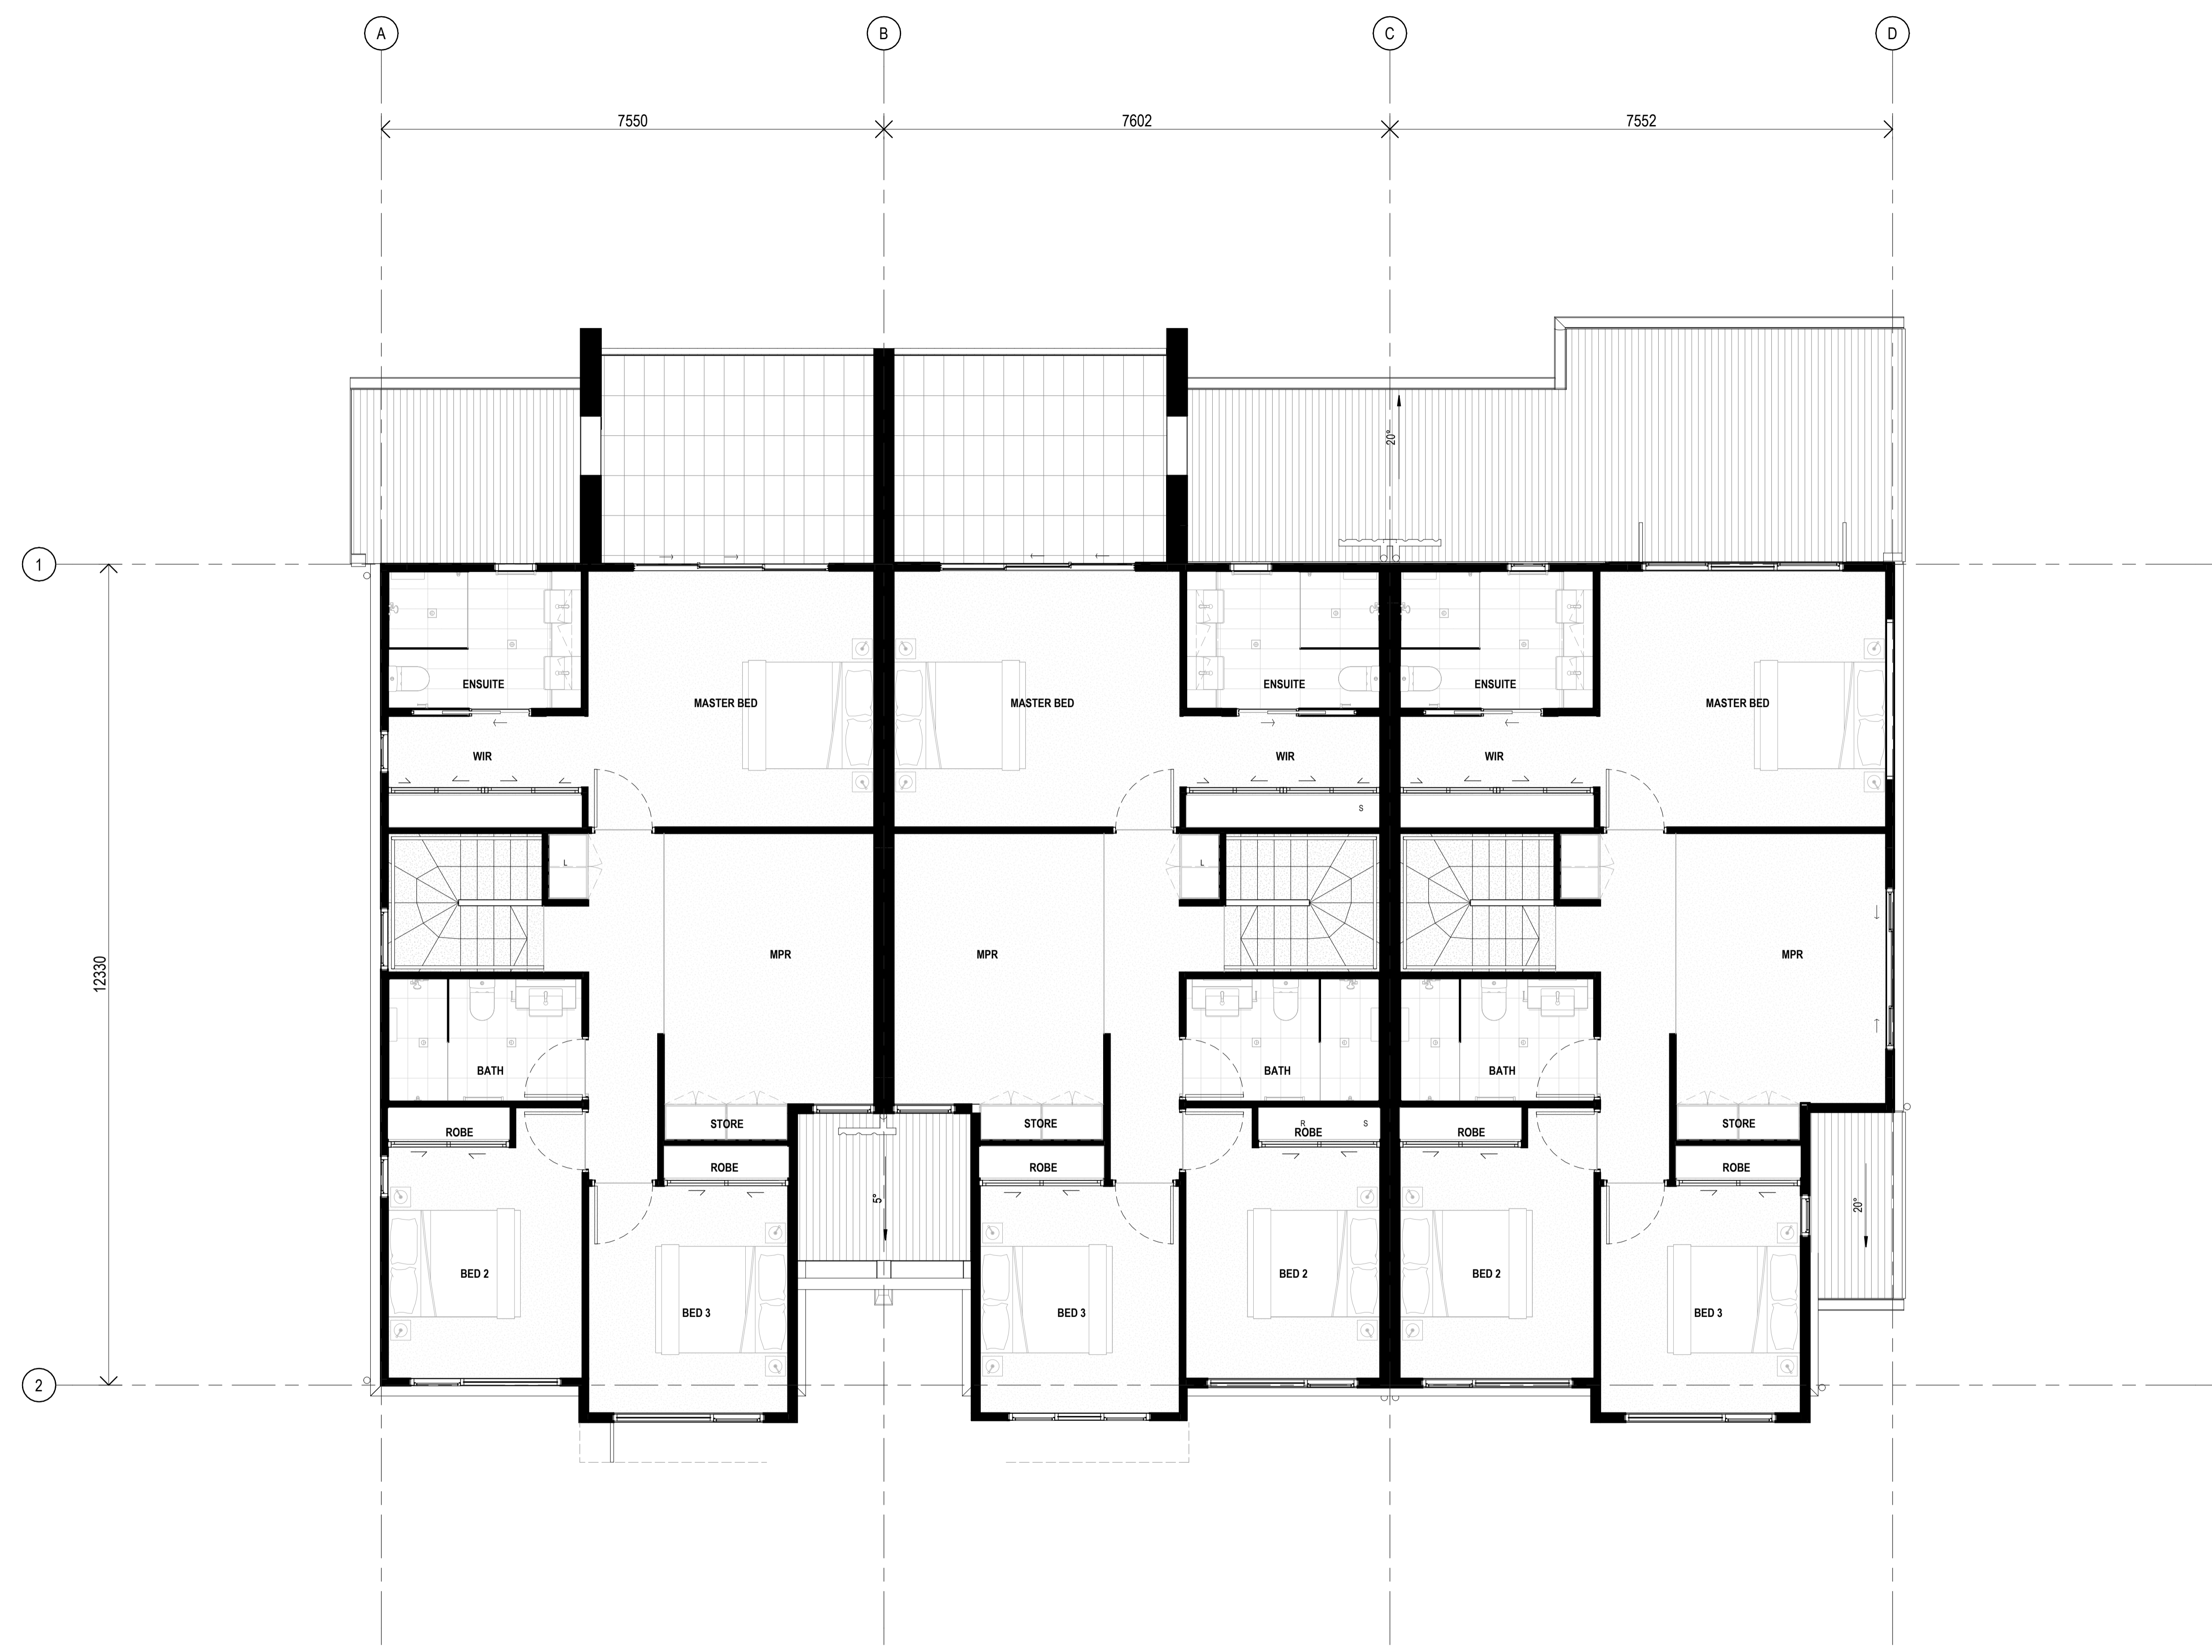 A
B
C
D
7550
7602
7552
20°
1
ENSUITE
ENSUITE
ENSUITE
MASTER BED
MASTER BED
MASTER BED
WIR
WIR
WIR
S
L
L
MPR
MPR
MPR
12330
BATH
BATH
BATH
STORE
STORE
STORE
ROBE
R
S
ROBE
ROBE
ROBE
ROBE
ROBE
5°
20°
BED 2
BED 2
BED 2
BED 3
BED 3
BED 3
2